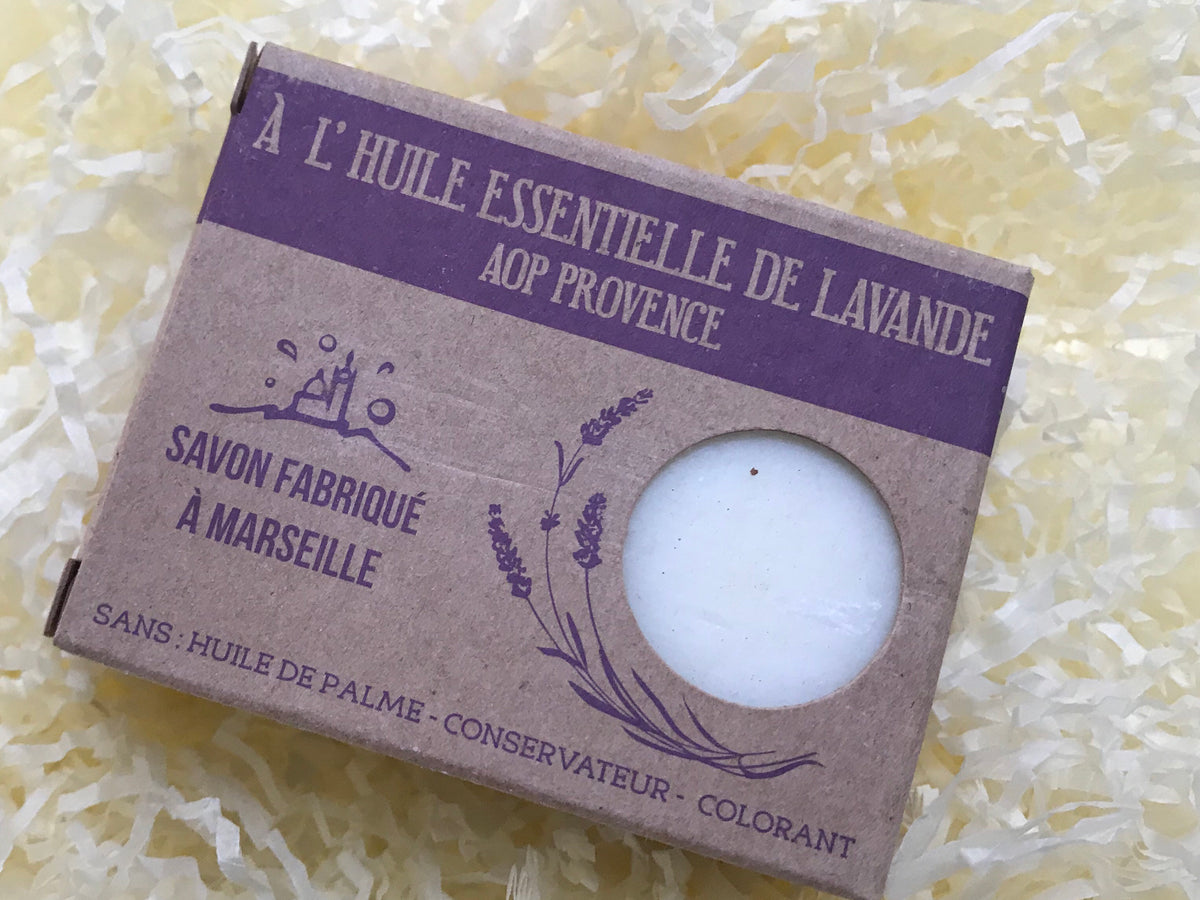 À L'HUILE ESSENTIELLE DE LAVANDE
AOP PROVENCE
SAVON FABRIQUÉ
À MARSEILLE
SANS : HUILE DE PALME - CONSERVATEUR - COLORANT